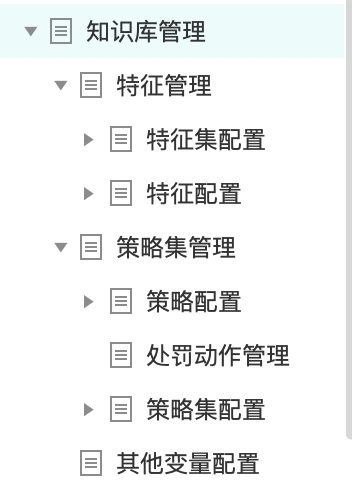 知识库管理
特征管理
特征集配置
特征配置
策略集管理
策略配置
处罚动作管理
策略集配置
其他变量配置